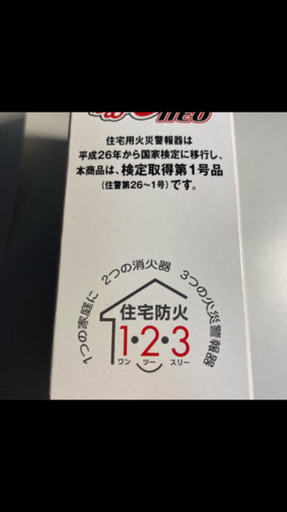 neo
住宅用火災警報器は
平成26年から国家検定に移行し、
本商品は、検定取得第1号品
(住警第26~1号)です。
1つの家庭に 2つの消火器 3つの火災警報器
住宅防火
1・2・3
ワン ツー スリー